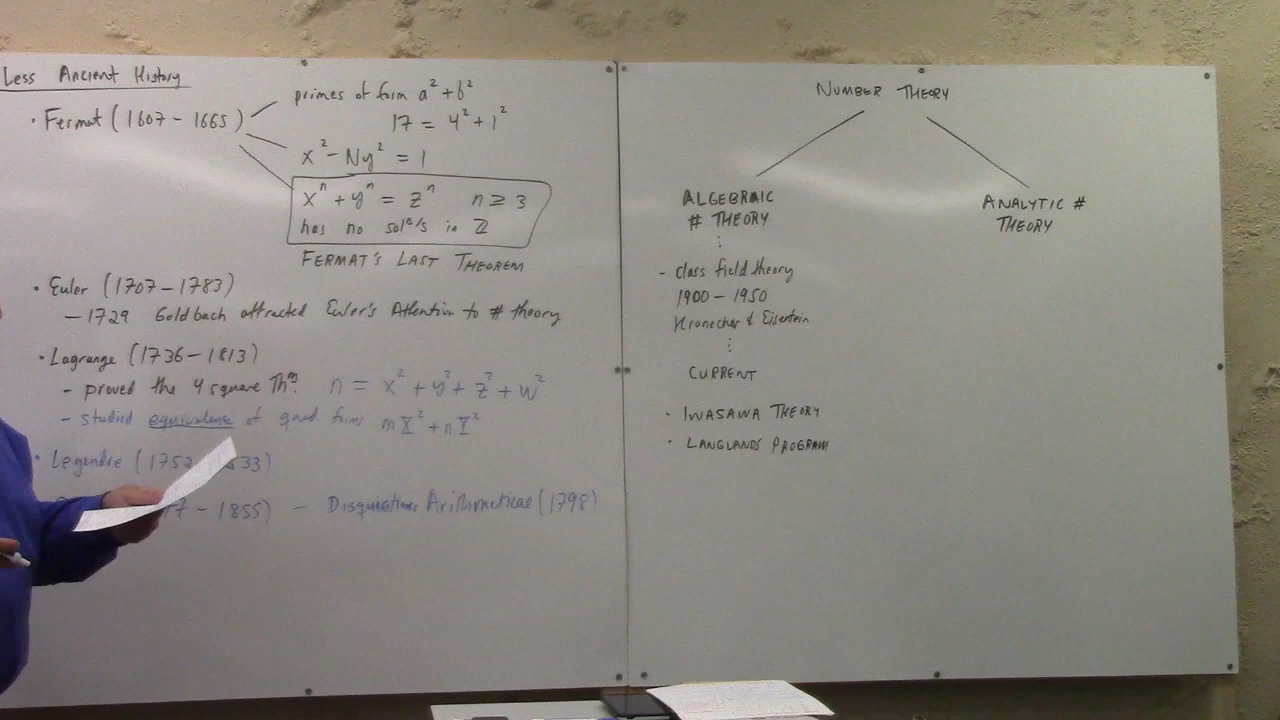 Less Ancient History
· Fermat (1607 - 1665)
primes of form a² + b²
17 = 4² + 1²
x² - Ny² = 1
xⁿ + yⁿ = zⁿ n ≥ 3
has no solⁿ/s in ℤ
FERMAT'S LAST THEOREM
· Euler (1707 - 1783)
- 1729 Goldbach attracted Euler's Attention to # theory
· Lagrange (1736 - 1813)
- proved the 4 square Thᵐ. n = x² + y² + z² + w²
- studied equivalence of quad forms mX² + nY²
· Legendre (1752 33)
7 - 1855) - Disquisitiones Arithmeticae (1798)
NUMBER THEORY
ALGEBRAIC
# THEORY
- class field theory
1900 - 1950
Kronecker & Eisenstein
CURRENT
· IWASAWA THEORY
· LANGLANDS PROGRAM
ANALYTIC #
THEORY